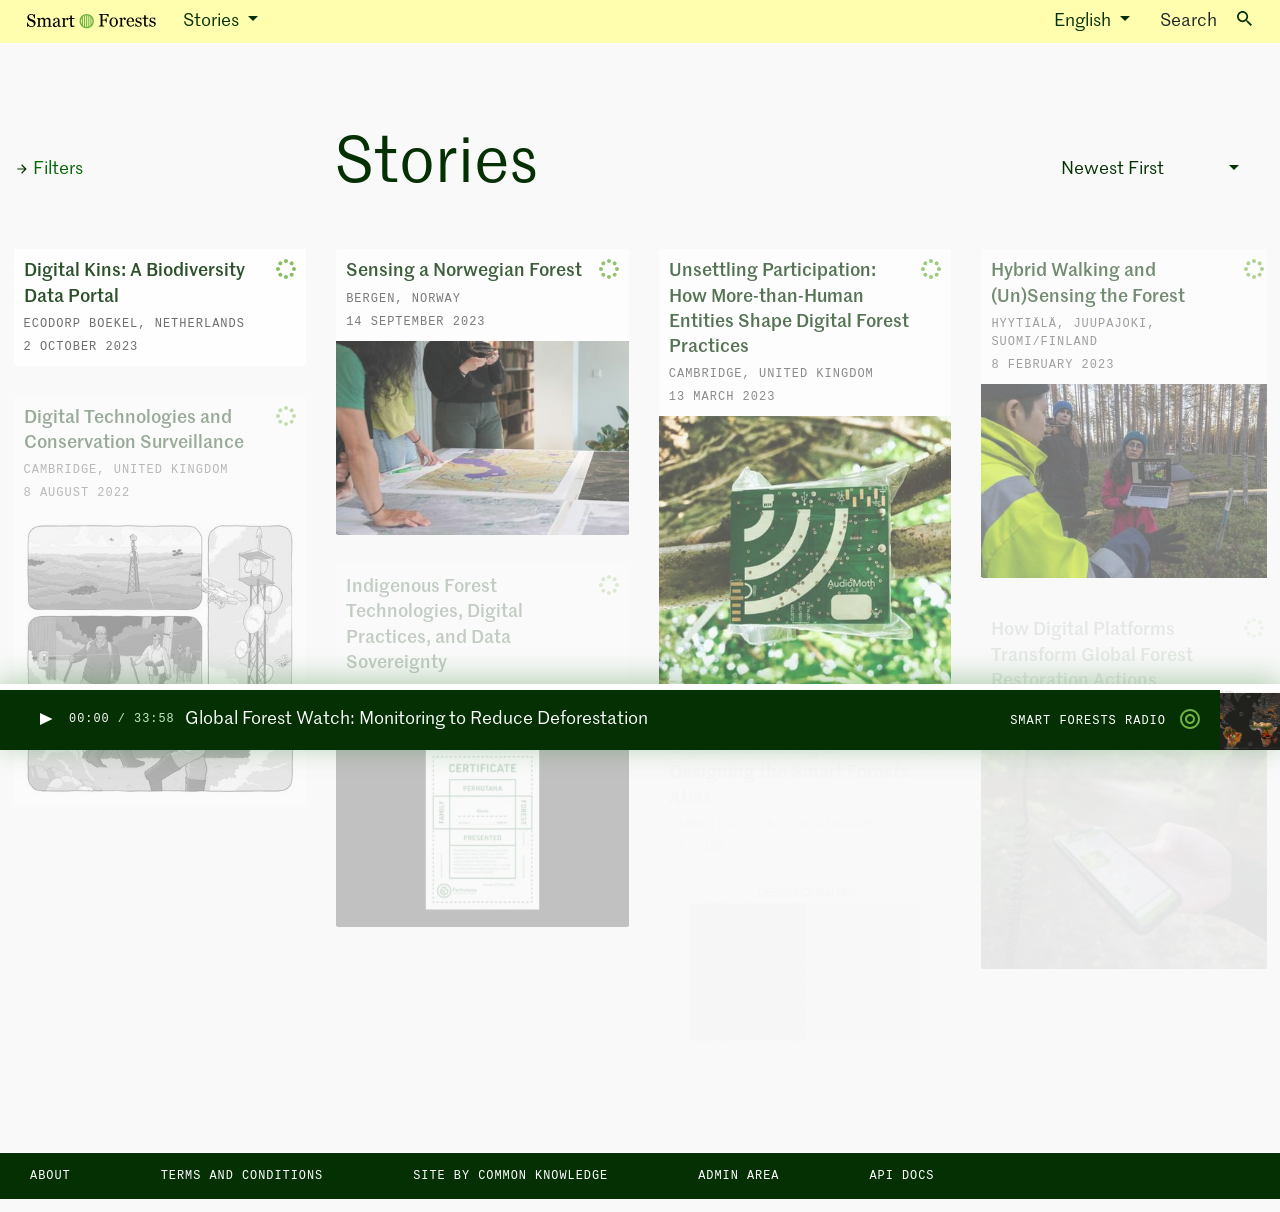 Smart Forests
Stories
English
Search
Filters
Stories
Newest First
Digital Kins: A Biodiversity
Data Portal
ECODORP BOEKEL, NETHERLANDS
2 OCTOBER 2023
Digital Technologies and
Conservation Surveillance
CAMBRIDGE, UNITED KINGDOM
8 AUGUST 2022
Sensing a Norwegian Forest
BERGEN, NORWAY
14 SEPTEMBER 2023
Indigenous Forest
Technologies, Digital
Practices, and Data
Sovereignty
CERTIFICATE
PERHUTANA
FAMILY
FOREST
PRESENTED
Unsettling Participation:
How More-than-Human
Entities Shape Digital Forest
Practices
CAMBRIDGE, UNITED KINGDOM
13 MARCH 2023
AudioMoth
Hybrid Walking and
(Un)Sensing the Forest
HYYTIÄLÄ, JUUPAJOKI,
SUOMI/FINLAND
8 FEBRUARY 2023
How Digital Platforms
Transform Global Forest
Restoration Actions
00:00 / 33:58 Global Forest Watch: Monitoring to Reduce Deforestation
SMART FORESTS RADIO
ABOUT
TERMS AND CONDITIONS
SITE BY COMMON KNOWLEDGE
ADMIN AREA
API DOCS